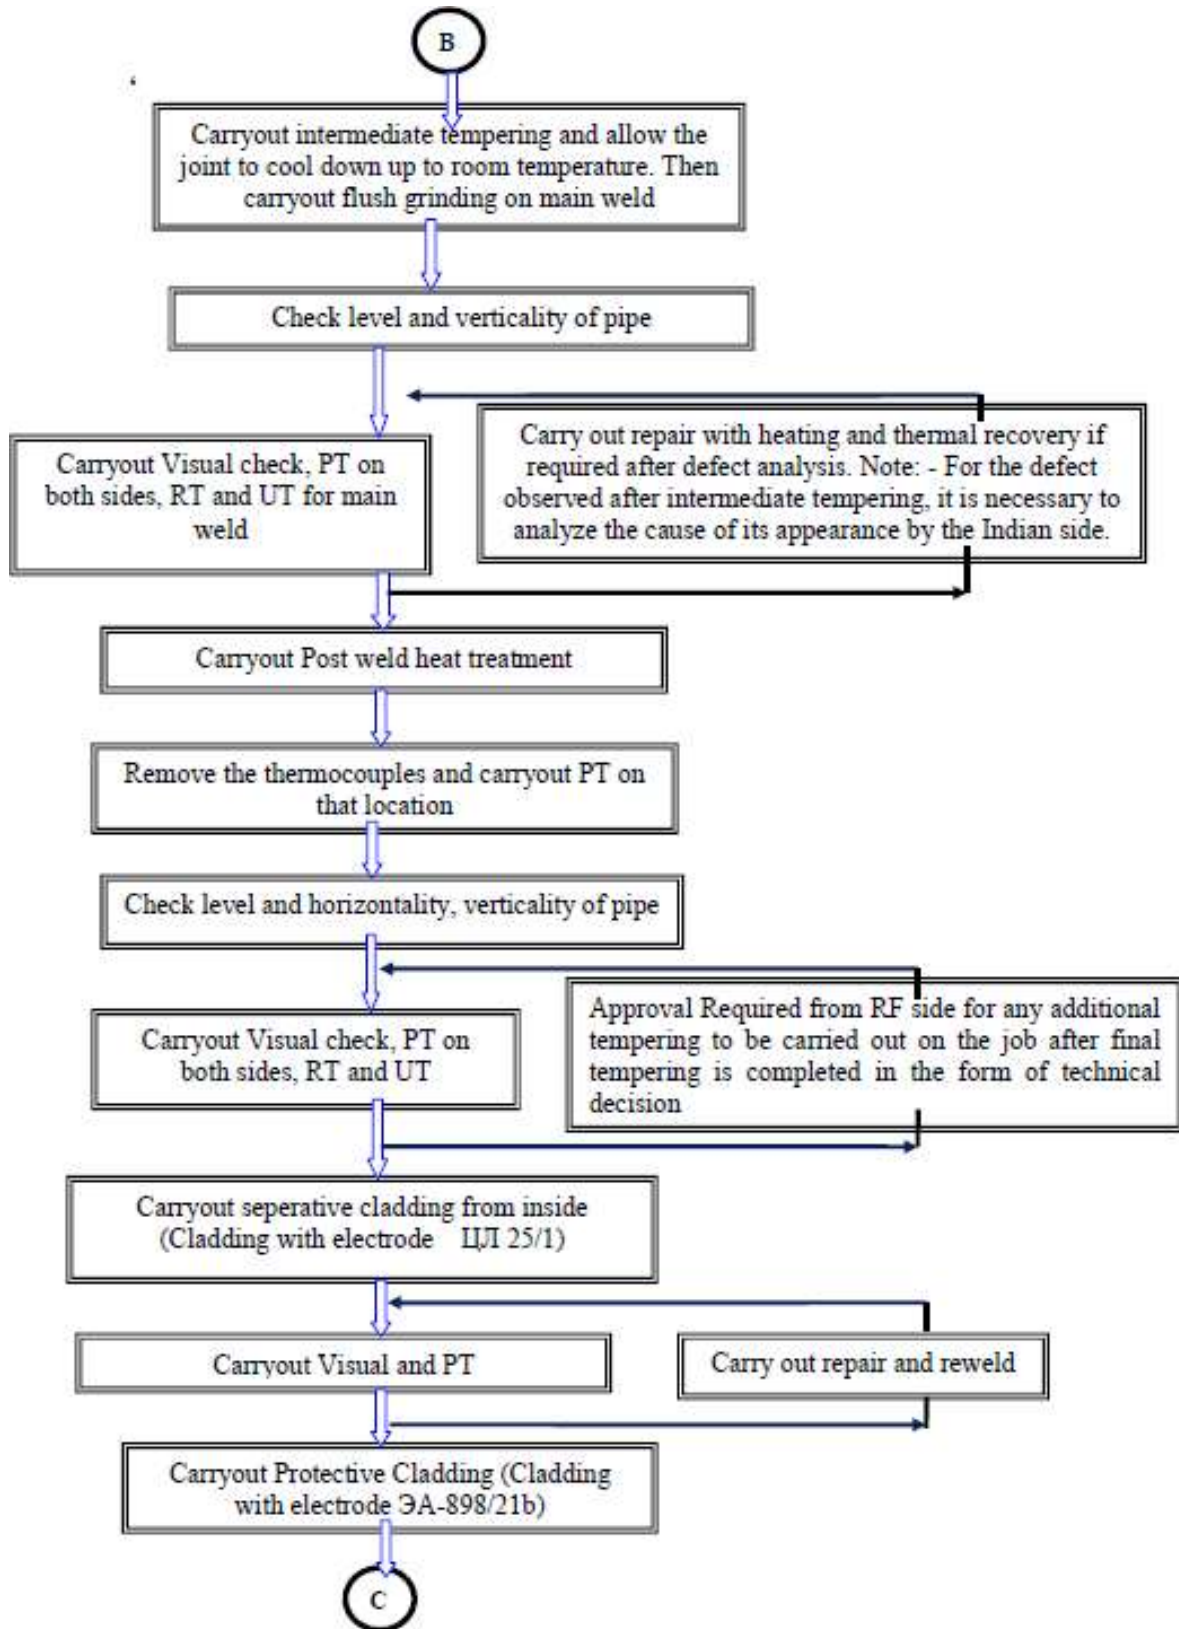 B
Carryout intermediate tempering and allow the
joint to cool down up to room temperature. Then
carryout flush grinding on main weld
Check level and verticality of pipe
Carryout Visual check, PT on
both sides, RT and UT for main
weld
Carry out repair with heating and thermal recovery if
required after defect analysis. Note: - For the defect
observed after intermediate tempering, it is necessary to
analyze the cause of its appearance by the Indian side.
Carryout Post weld heat treatment
Remove the thermocouples and carryout PT on
that location
Check level and horizontality, verticality of pipe
Carryout Visual check, PT on
both sides, RT and UT
Approval Required from RF side for any additional
tempering to be carried out on the job after final
tempering is completed in the form of technical
decision
Carryout seperative cladding from inside
(Cladding with electrode ЦЛ 25/1)
Carryout Visual and PT
Carry out repair and reweld
Carryout Protective Cladding (Cladding
with electrode ЭА-898/21b)
C